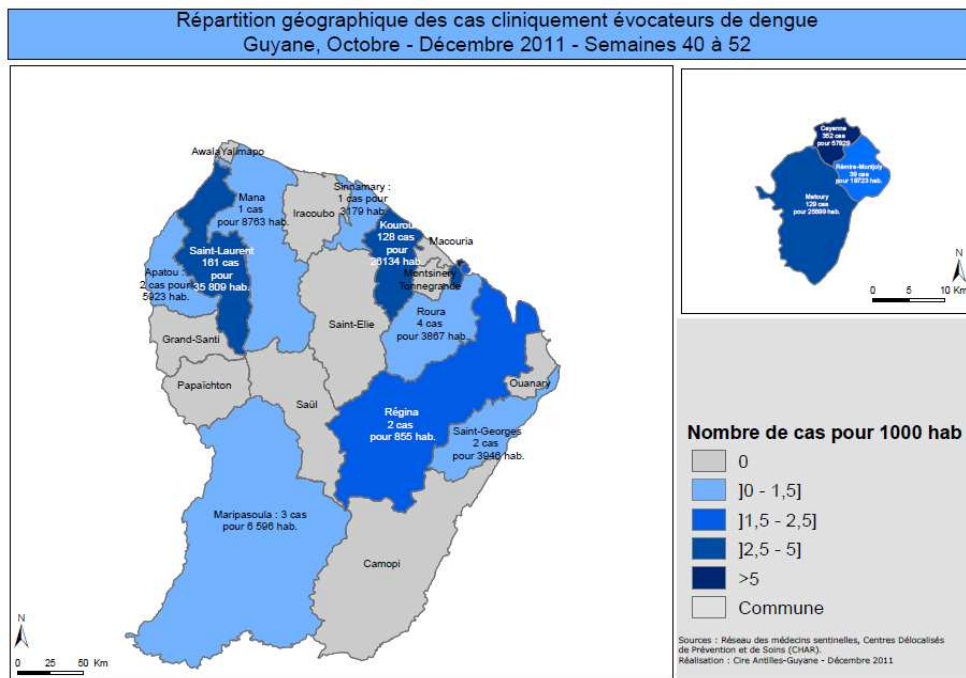 Répartition géographique des cas cliniquement évocateurs de dengue
Guyane, Octobre - Décembre 2011 - Semaines 40 à 52
AwalaYalimapo
Mana
1 cas
pour 8763 hab.
Iracoubo
Sinnamary :
1 cas pour
3179 hab.
Kourou
128 cas
pour
26134 hab.
Macouria
Montsinery
Tonnegrande
Saint-Laurent
161 cas
pour
35 809 hab.
Apatou :
2 cas pour
5923 hab.
Roura
4 cas
pour 3867 hab.
Saint-Elie
Grand-Santi
Papaïchton
Saül
Ouanary
Régina
2 cas
pour 855 hab.
Saint-Georges
2 cas
pour 3946 hab.
Maripasoula : 3 cas
pour 6 596 hab.
Camopi
N
0 25 50 Km
Cayenne
Rémire-Montjoly
39 cas
Matoury
129 cas
N
0 5 10 Km
Nombre de cas pour 1000 hab
0
]0 - 1,5]
]1,5 - 2,5]
]2,5 - 5]
>5
Commune
Sources : Réseau des médecins sentinelles, Centres Délocalisés
de Prévention et de Soins (CHAR).
Réalisation : Cire Antilles-Guyane - Décembre 2011